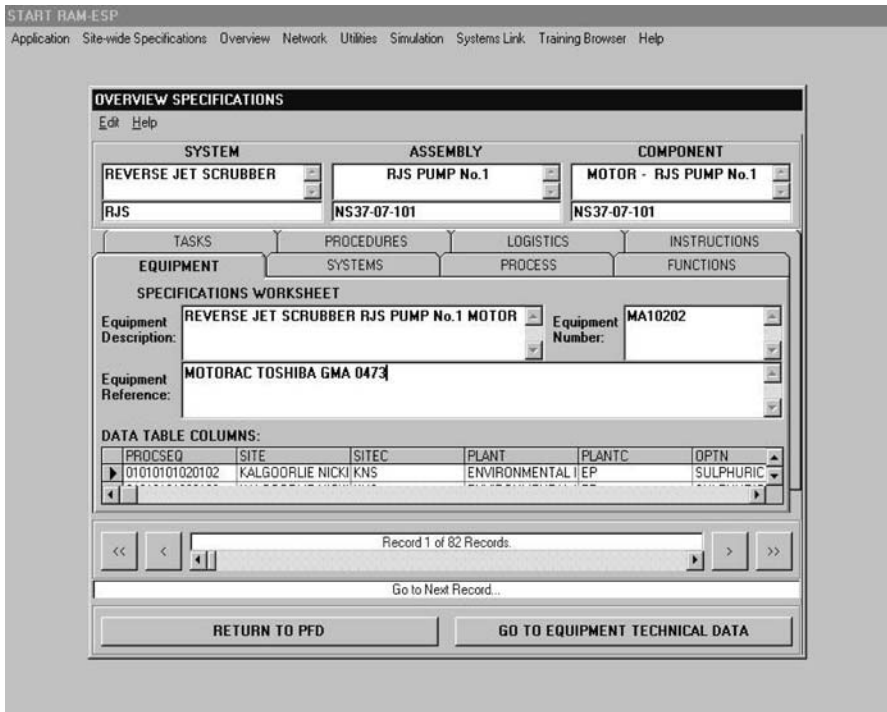 START RAM-ESP
Application Site-wide Specifications Overview Network Utilities Simulation Systems Link Training Browser Help
OVERVIEW SPECIFICATIONS
Edit Help
SYSTEM ASSEMBLY COMPONENT
REVERSE JET SCRUBBER RJS PUMP No.1 MOTOR - RJS PUMP No.1
RJS NS37-07-101 NS37-07-101
TASKS PROCEDURES LOGISTICS INSTRUCTIONS
EQUIPMENT SYSTEMS PROCESS FUNCTIONS
SPECIFICATIONS WORKSHEET
Equipment Description: REVERSE JET SCRUBBER RJS PUMP No.1 MOTOR Equipment Number: MA10202
Equipment Reference: MOTORAC TOSHIBA GMA 0473
DATA TABLE COLUMNS:
PROCSEQ SITE SITEC PLANT PLANTC OPTN
01010101020102 KALGOORLIE NICKI KNS ENVIRONMENTAL I EP SULPHURIC
<< < Record 1 of 82 Records. > >>
Go to Next Record...
RETURN TO PFD GO TO EQUIPMENT TECHNICAL DATA